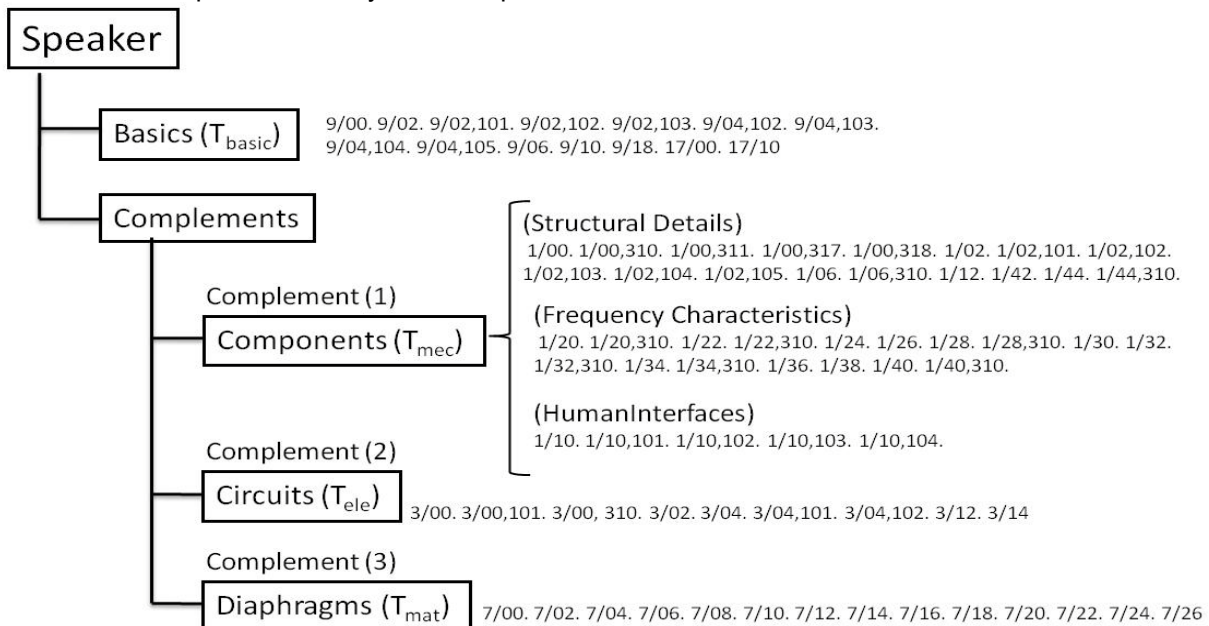 Speaker
Basics (Tbasic)
9/00. 9/02. 9/02,101. 9/02,102. 9/02,103. 9/04,102. 9/04,103.
9/04,104. 9/04,105. 9/06. 9/10. 9/18. 17/00. 17/10
Complements
(Structural Details)
1/00. 1/00,310. 1/00,311. 1/00,317. 1/00,318. 1/02. 1/02,101. 1/02,102.
1/02,103. 1/02,104. 1/02,105. 1/06. 1/06,310. 1/12. 1/42. 1/44. 1/44,310.
Complement (1)
Components (Tmec)
(Frequency Characteristics)
1/20. 1/20,310. 1/22. 1/22,310. 1/24. 1/26. 1/28. 1/28,310. 1/30. 1/32.
1/32,310. 1/34. 1/34,310. 1/36. 1/38. 1/40. 1/40,310.
(HumanInterfaces)
1/10. 1/10,101. 1/10,102. 1/10,103. 1/10,104.
Complement (2)
Circuits (Tele)
3/00. 3/00,101. 3/00, 310. 3/02. 3/04. 3/04,101. 3/04,102. 3/12. 3/14
Complement (3)
Diaphragms (Tmat)
7/00. 7/02. 7/04. 7/06. 7/08. 7/10. 7/12. 7/14. 7/16. 7/18. 7/20. 7/22. 7/24. 7/26